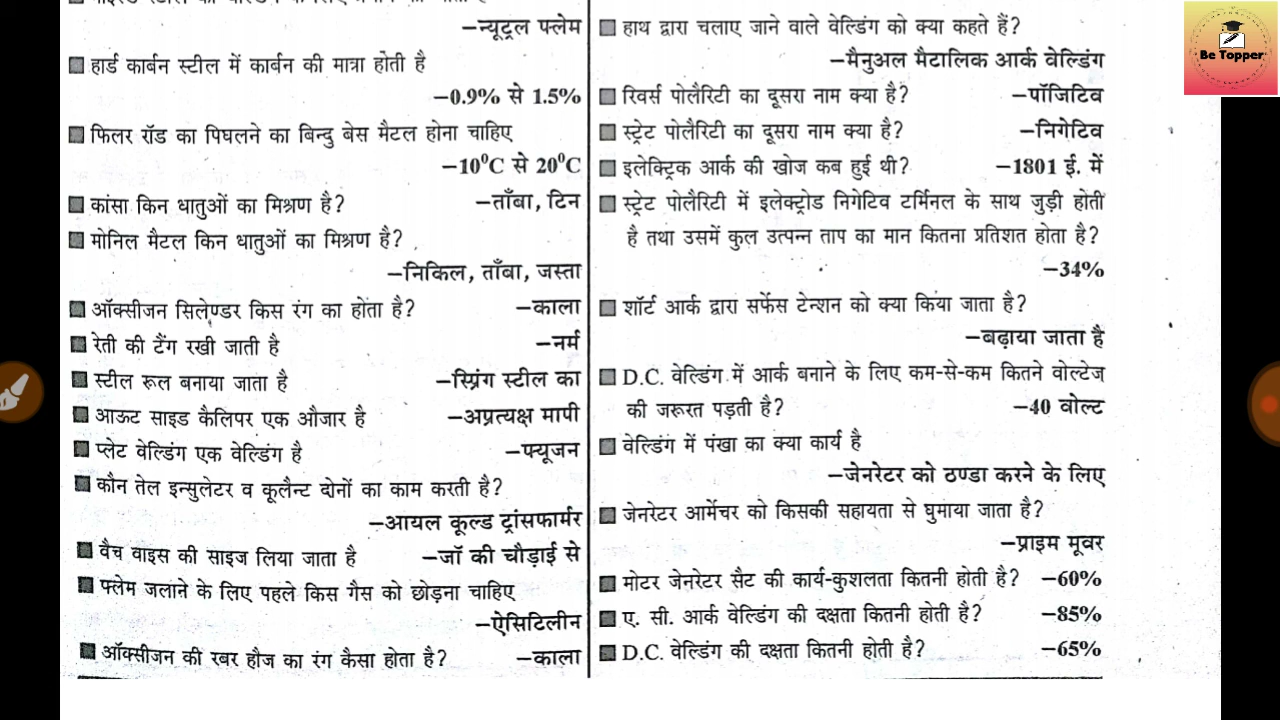 –न्यूट्रल फ्लेम
हार्ड कार्बन स्टील में कार्बन की मात्रा होती है
–0.9% से 1.5%
फिलर रॉड का पिघलने का बिन्दु बेस मैटल होना चाहिए
–10⁰C से 20⁰C
कांसा किन धातुओं का मिश्रण है? –ताँबा, टिन
मोनिल मैटल किन धातुओं का मिश्रण है?
–निकिल, ताँबा, जस्ता
ऑक्सीजन सिलेण्डर किस रंग का होता है? –काला
रेती की टैंग रखी जाती है –नर्म
स्टील रूल बनाया जाता है –स्प्रिंग स्टील का
आऊट साइड कैलिपर एक औजार है –अप्रत्यक्ष मापी
प्लेट वेल्डिंग एक वेल्डिंग है –फ्यूजन
कौन तेल इन्सुलेटर व कूलैन्ट दोनों का काम करती है?
–आयल कूल्ड ट्रांसफार्मर
वैच वाइस की साइज लिया जाता है –जॉ की चौड़ाई से
फ्लेम जलाने के लिए पहले किस गैस को छोड़ना चाहिए
–ऐसिटिलीन
ऑक्सीजन की रबर हौज का रंग कैसा होता है? –काला
हाथ द्वारा चलाए जाने वाले वेल्डिंग को क्या कहते हैं?
–मैनुअल मैटालिक आर्क वेल्डिंग
रिवर्स पोलैरिटी का दूसरा नाम क्या है? –पॉजिटिव
स्ट्रेट पोलैरिटी का दूसरा नाम क्या है? –निगेटिव
इलेक्ट्रिक आर्क की खोज कब हुई थी? –1801 ई. में
स्ट्रेट पोलैरिटी में इलेक्ट्रोड निगेटिव टर्मिनल के साथ जुड़ी होती
है तथा उसमें कुल उत्पन्न ताप का मान कितना प्रतिशत होता है?
–34%
शॉर्ट आर्क द्वारा सर्फेस टेन्शन को क्या किया जाता है?
–बढ़ाया जाता है
D.C. वेल्डिंग में आर्क बनाने के लिए कम-से-कम कितने वोल्टेज
की जरूरत पड़ती है? –40 वोल्ट
वेल्डिंग में पंखा का क्या कार्य है
–जेनरेटर को ठण्डा करने के लिए
जेनरेटर आर्मेचर को किसकी सहायता से घुमाया जाता है?
–प्राइम मूवर
मोटर जेनरेटर सैट की कार्य-कुशलता कितनी होती है? –60%
ए. सी. आर्क वेल्डिंग की दक्षता कितनी होती है? –85%
D.C. वेल्डिंग की दक्षता कितनी होती है? –65%
Be Topper